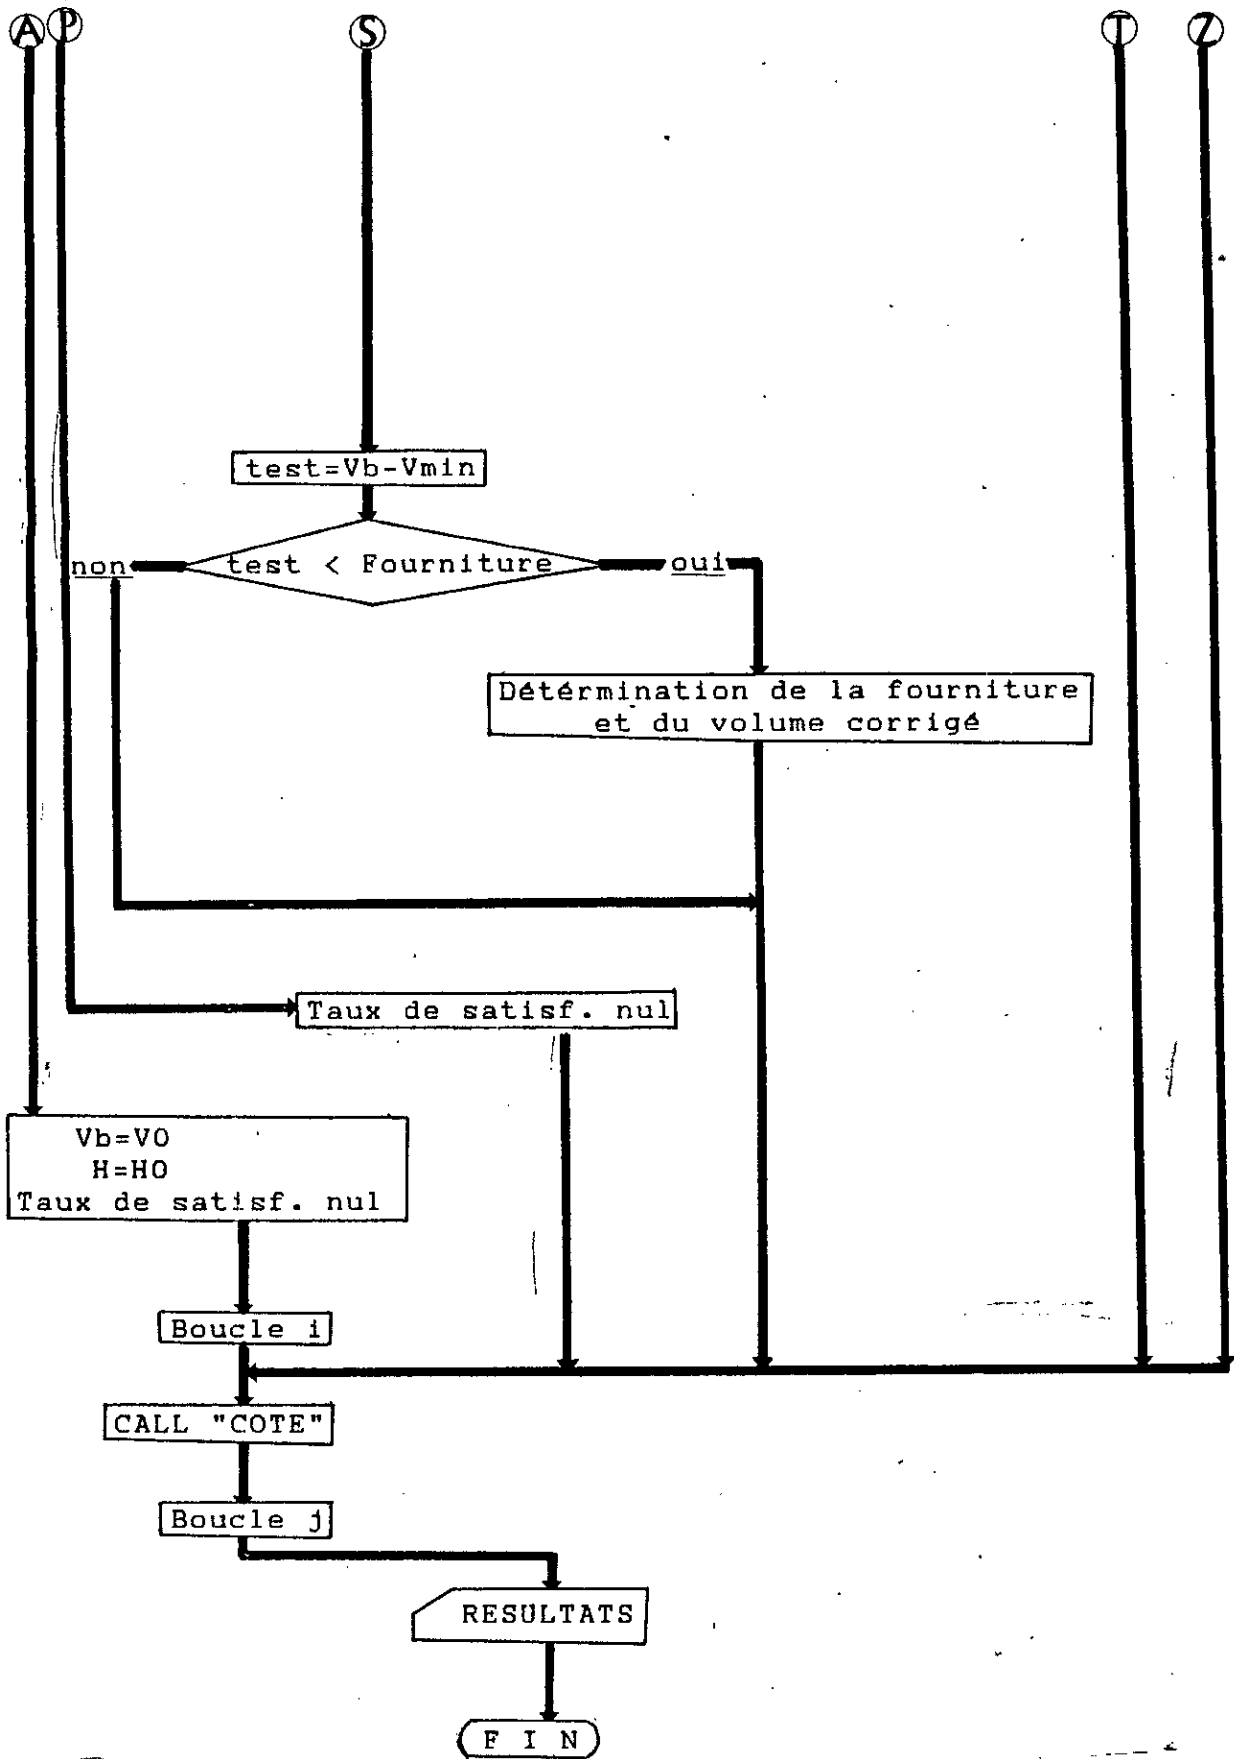 A P S T Z
test=Vb-Vmin
non test < Fourniture oui
Détérmination de la fourniture
et du volume corrigé
Taux de satisf. nul
Vb=V0
H=H0
Taux de satisf. nul
Boucle i
CALL "COTE"
Boucle j
RESULTATS
F I N